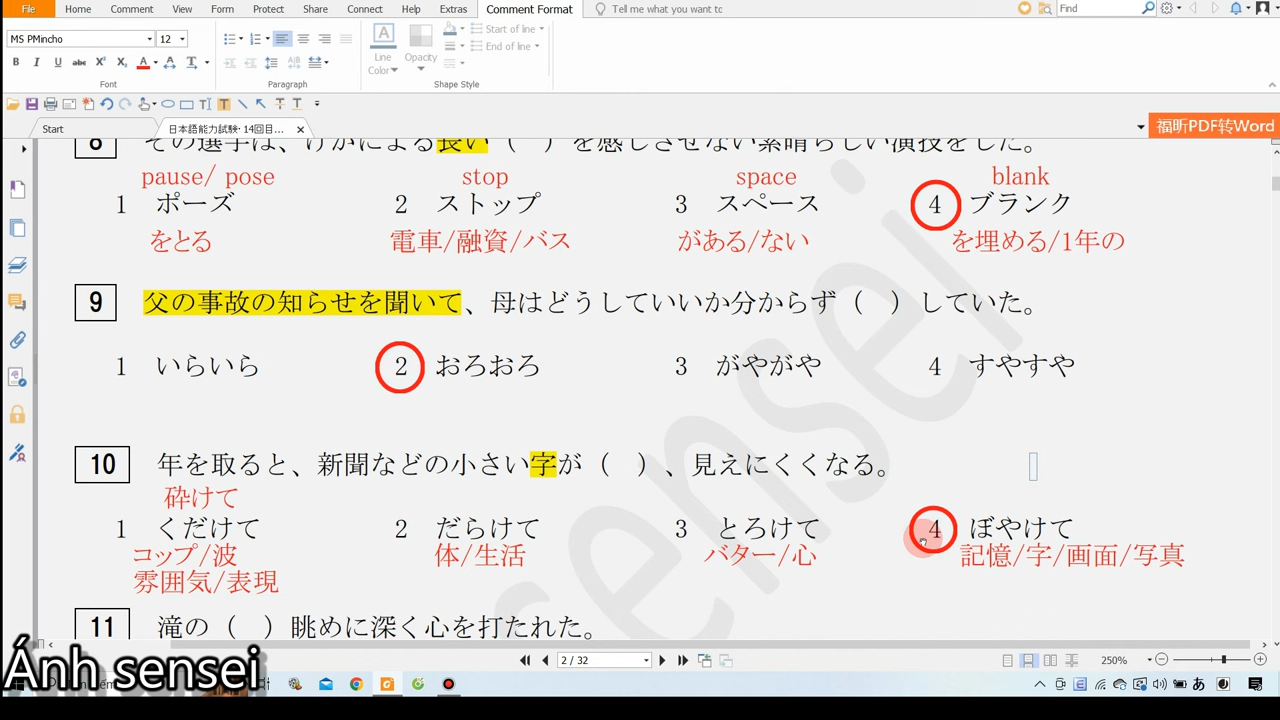 File Home Comment View Form Protect Share Connect Help Extras Comment Format Tell me what you want tc Find
MS PMincho 12 Line Color Opacity Start of line End of line
Font Paragraph Shape Style
Start 日本語能力試験・14回目... 福昕PDF转Word
8 その選手は、けがによる長い（ ）を感じさせない素晴らしい演技をした。
pause/ pose stop space blank
1 ポーズ 2 ストップ 3 スペース 4 ブランク
をとる 電車/融資/バス がある/ない を埋める/1年の
9 父の事故の知らせを聞いて、母はどうしていいか分からず（ ）していた。
1 いらいら 2 おろおろ 3 がやがや 4 すやすや
10 年を取ると、新聞などの小さい字が（ ）、見えにくくなる。
砕けて
1 くだけて 2 だらけて 3 とろけて 4 ぼやけて
コップ/波 体/生活 バター/心 記憶/字/画面/写真
雰囲気/表現
11 滝の（ ）眺めに深く心を打たれた。
sensei
Ánh sensei
2 / 32 250%